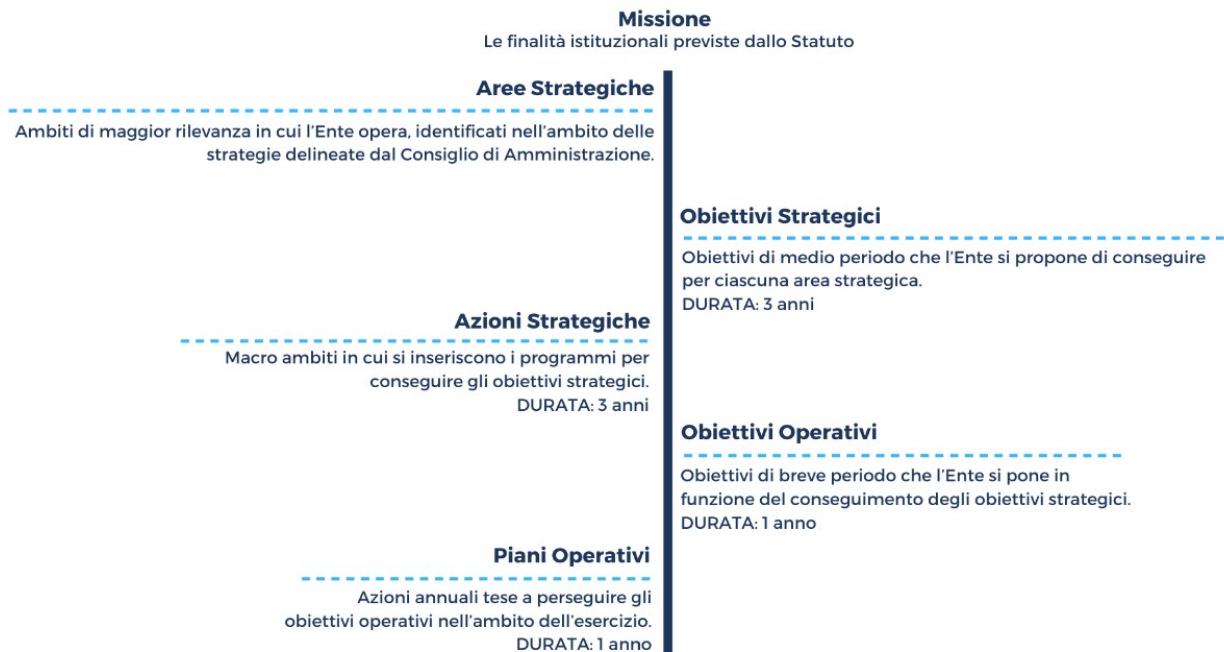 Missione
Le finalità istituzionali previste dallo Statuto
Aree Strategiche
Ambiti di maggior rilevanza in cui l'Ente opera, identificati nell'ambito delle
strategie delineate dal Consiglio di Amministrazione.
Obiettivi Strategici
Obiettivi di medio periodo che l'Ente si propone di conseguire
per ciascuna area strategica.
DURATA: 3 anni
Azioni Strategiche
Macro ambiti in cui si inseriscono i programmi per
conseguire gli obiettivi strategici.
DURATA: 3 anni
Obiettivi Operativi
Obiettivi di breve periodo che l'Ente si pone in
funzione del conseguimento degli obiettivi strategici.
DURATA: 1 anno
Piani Operativi
Azioni annuali tese a perseguire gli
obiettivi operativi nell'ambito dell'esercizio.
DURATA: 1 anno